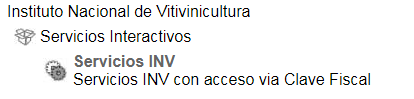 Instituto Nacional de Vitivinicultura
Servicios Interactivos
Servicios INV
Servicios INV con acceso via Clave Fiscal